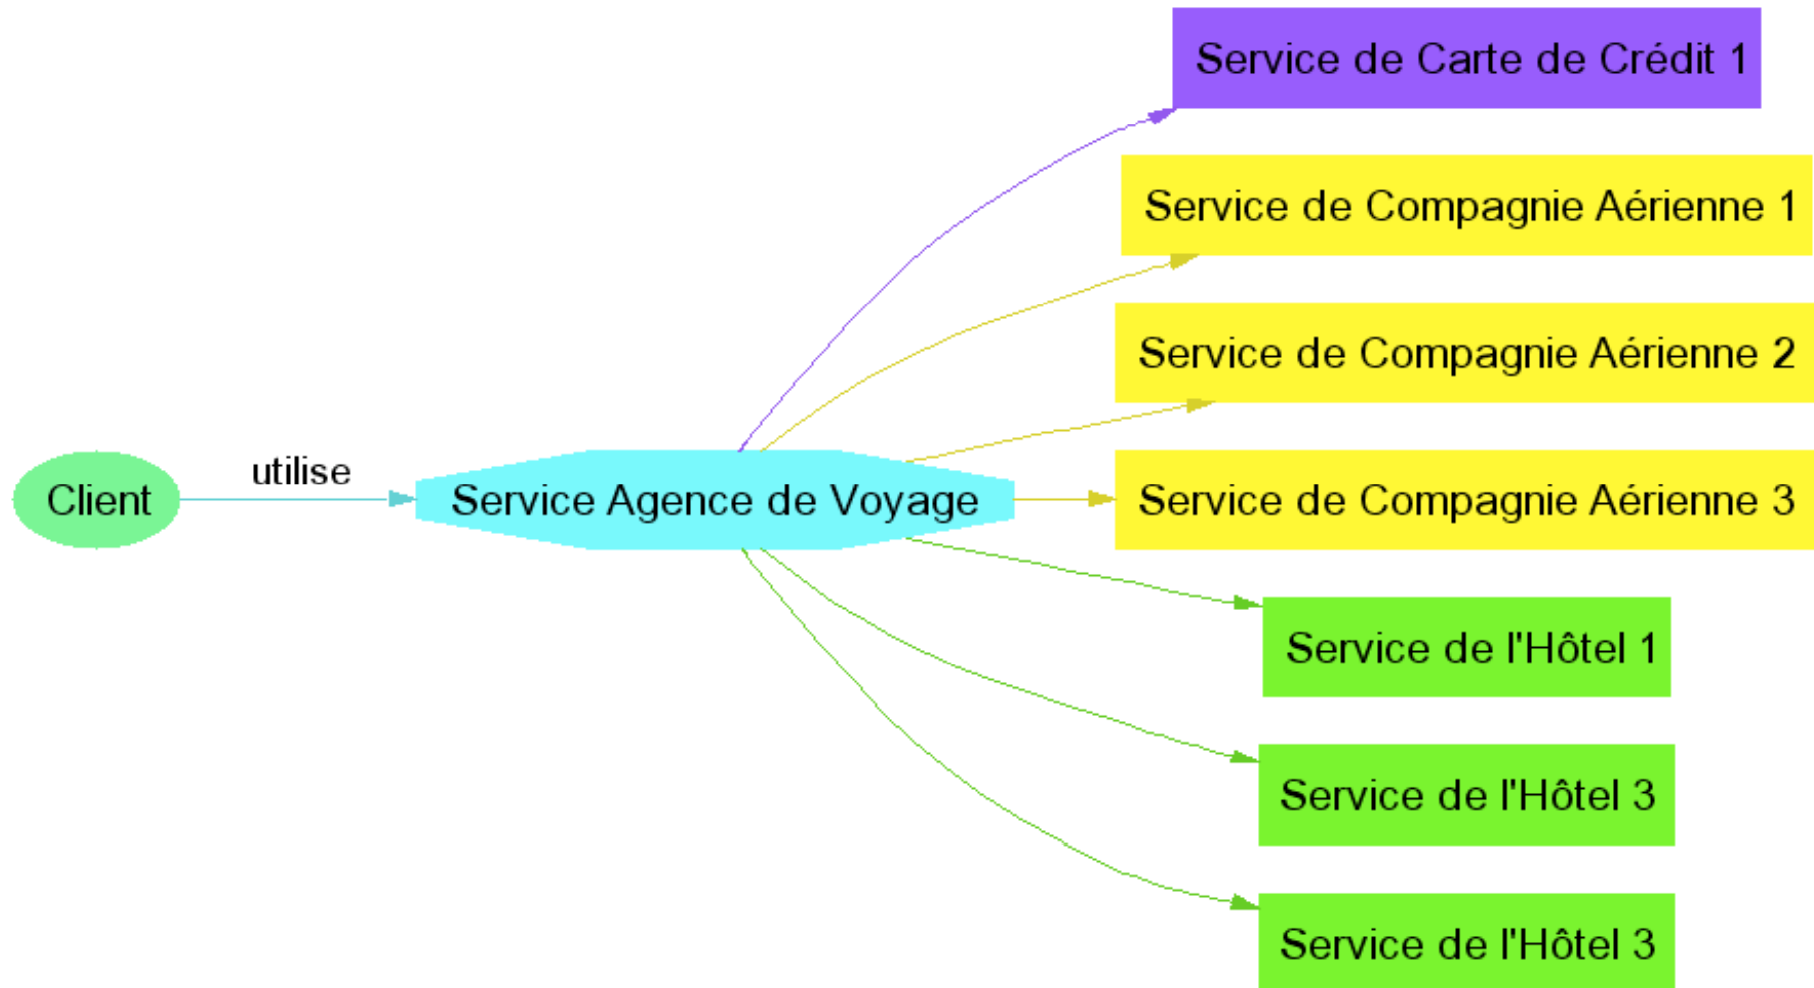 Service de Carte de Crédit 1
Service de Compagnie Aérienne 1
Service de Compagnie Aérienne 2
Client
utilise
Service Agence de Voyage
Service de Compagnie Aérienne 3
Service de l'Hôtel 1
Service de l'Hôtel 3
Service de l'Hôtel 3